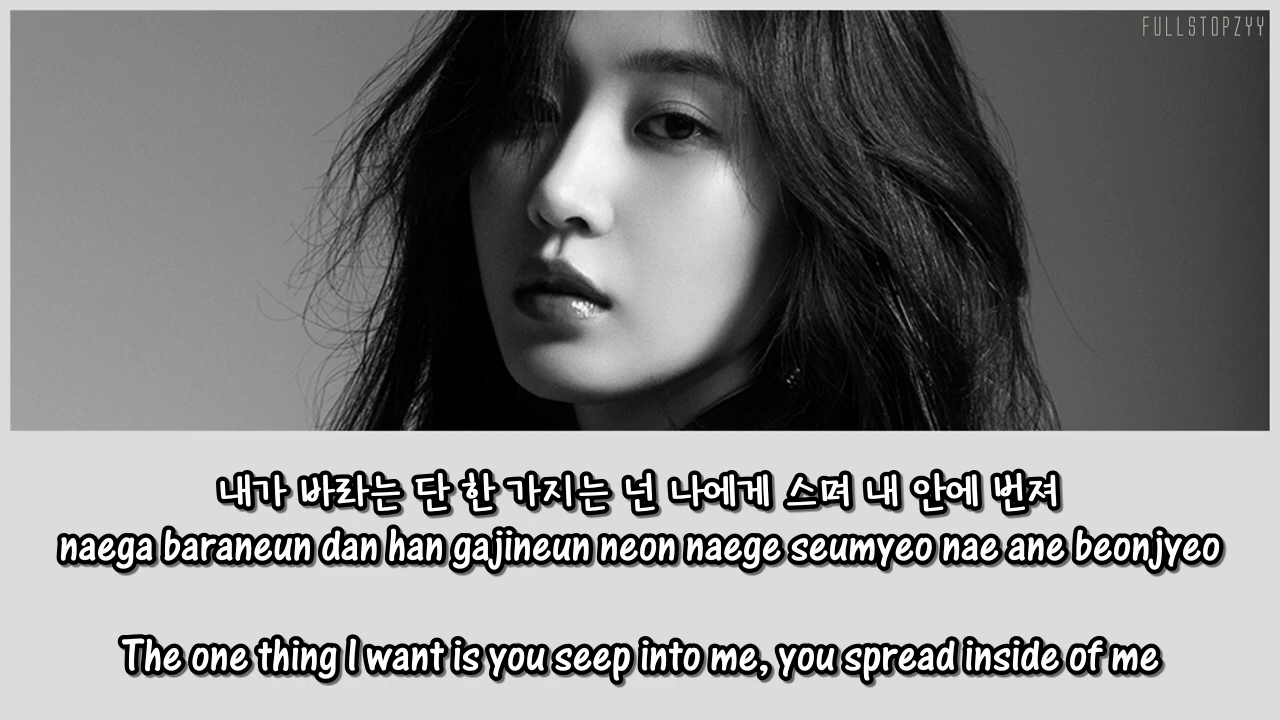 FULLSTOPZYY
내가 바라는 단 한 가지는 넌 나에게 스며 내 안에 번져
naega baraneun dan han gajineun neon naege seumyeo nae ane beonjyeo
The one thing I want is you seep into me, you spread inside of me